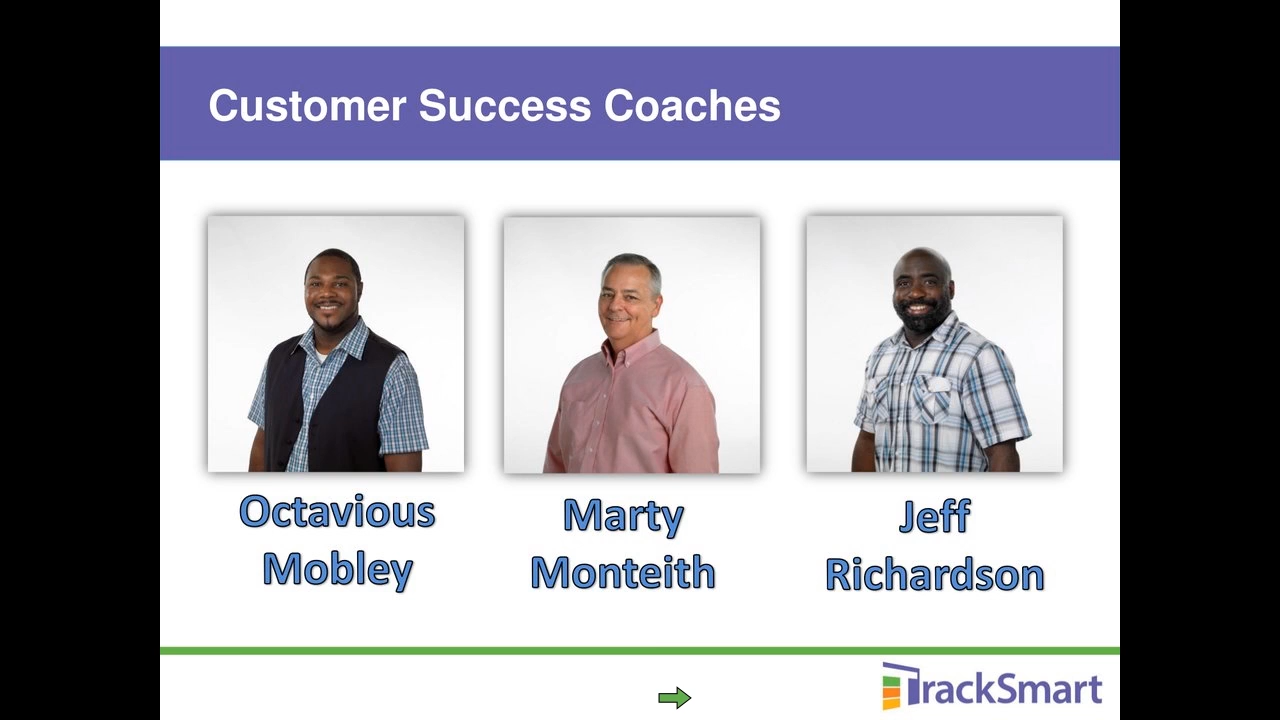 Customer Success Coaches
Octavious
Mobley
Marty
Monteith
Jeff
Richardson
TrackSmart